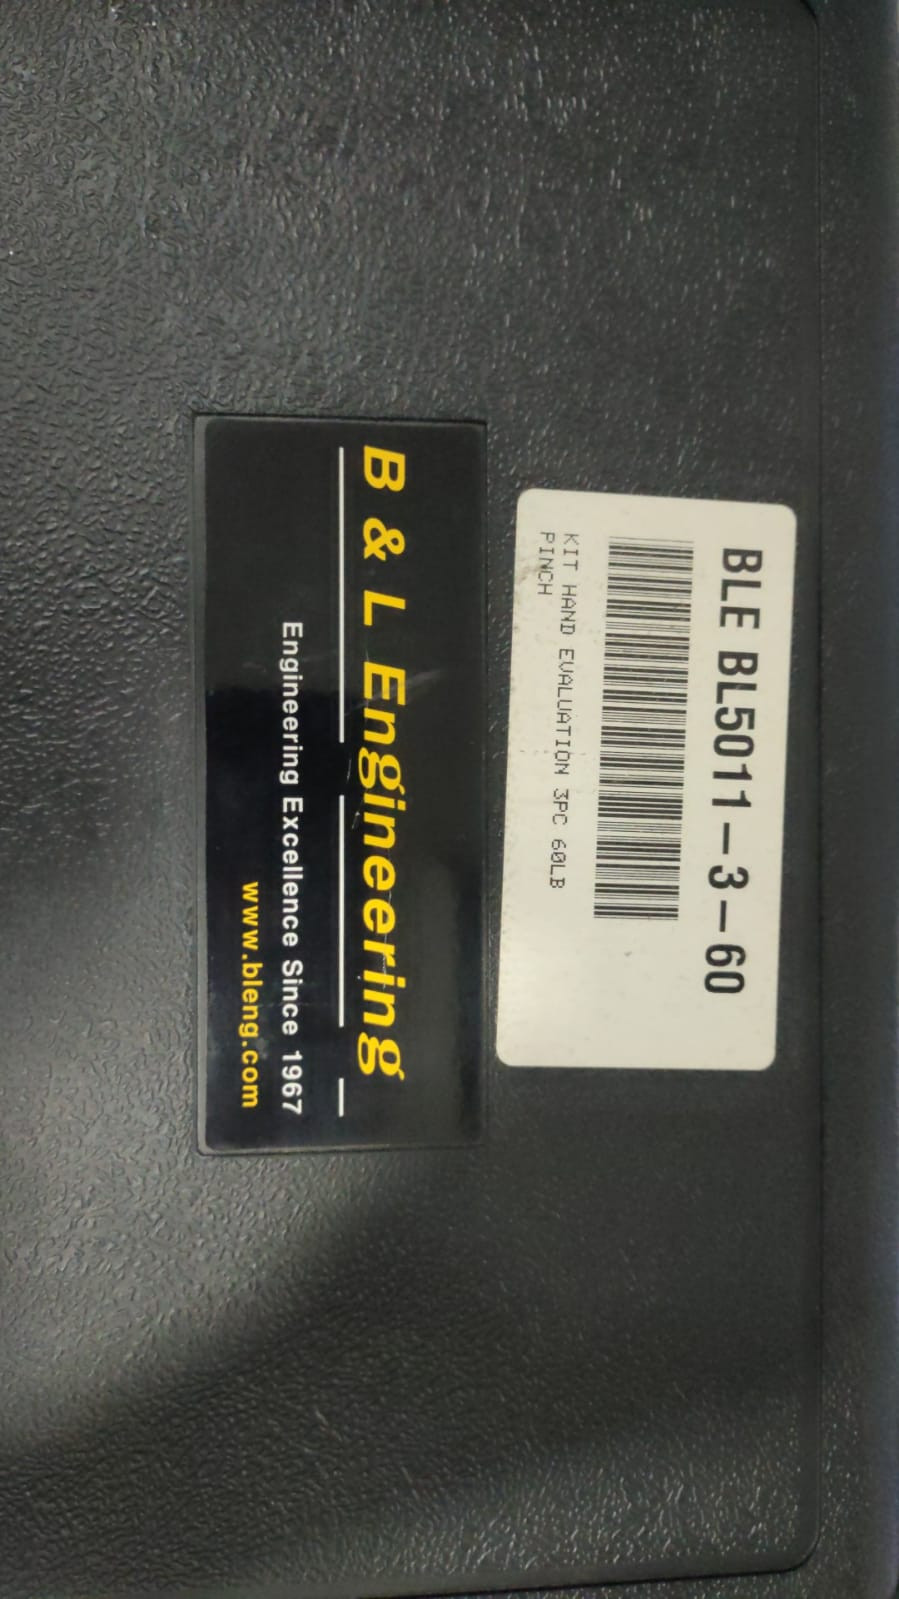 BLE BL5011-3-60
KIT HAND EVALUATION 3PC 60LB
PINCH
B & L Engineering
Engineering Excellence Since 1967
www.bleng.com